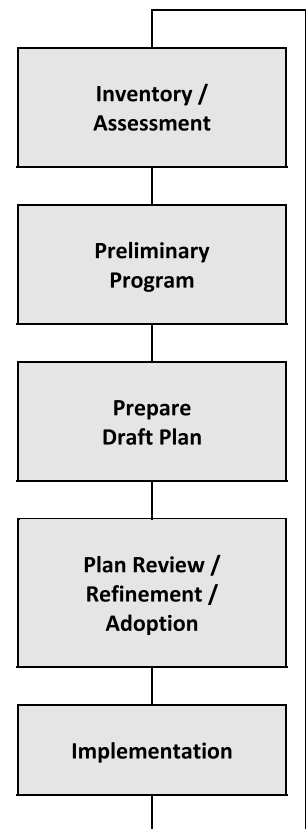 Inventory /
Assessment
Preliminary
Program
Prepare
Draft Plan
Plan Review /
Refinement /
Adoption
Implementation